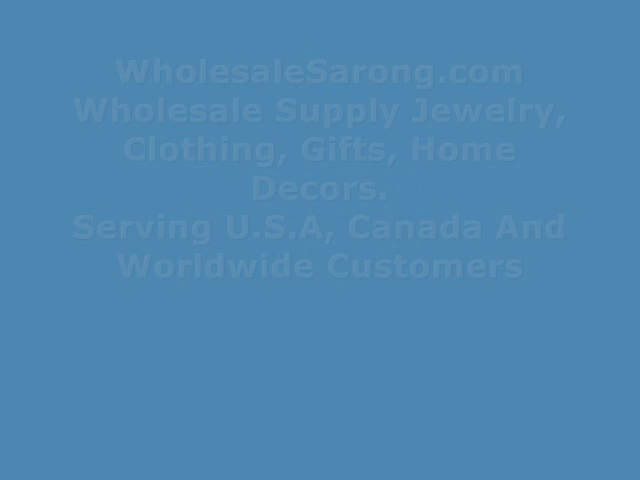 WholesaleSarong.com
Wholesale Supply Jewelry,
Clothing, Gifts, Home
Decors.
Serving U.S.A, Canada And
Worldwide Customers